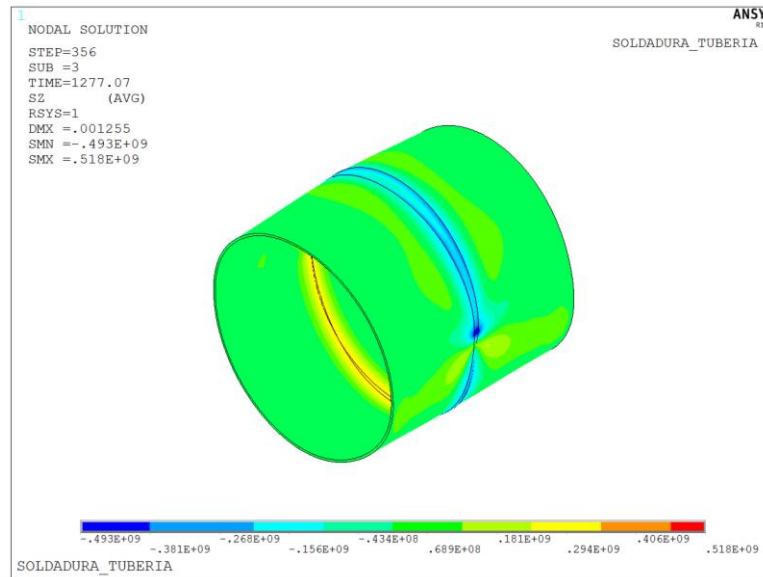 1
NODAL SOLUTION
STEP=356
SUB =3
TIME=1277.07
SZ (AVG)
RSYS=1
DMX =.001255
SMN =-.493E+09
SMX =.518E+09
ANSY
R1
SOLDADURA_TUBERIA
-.493E+09 -.268E+09 -.434E+08 .181E+09 .406E+09
-.381E+09 -.156E+09 .689E+08 .294E+09 .518E+09
SOLDADURA_TUBERIA